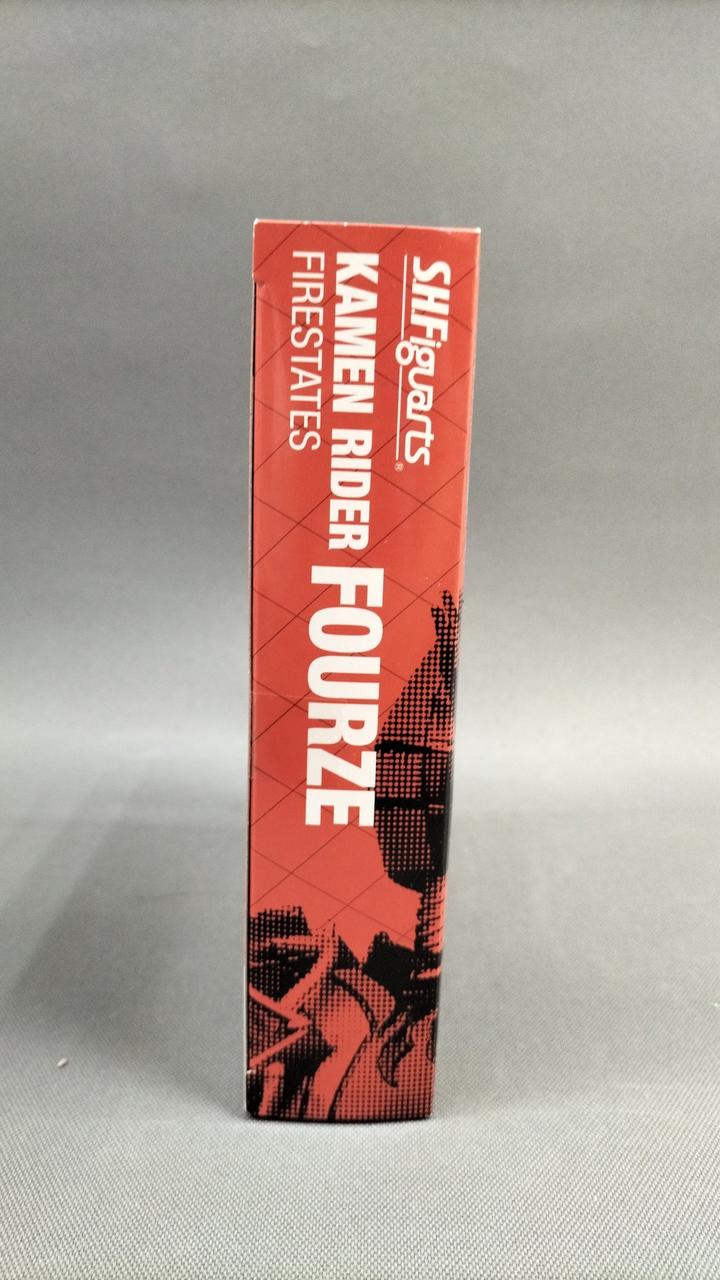 S.H.Figuarts®
KAMEN RIDER FOURZE
FIRESTATES